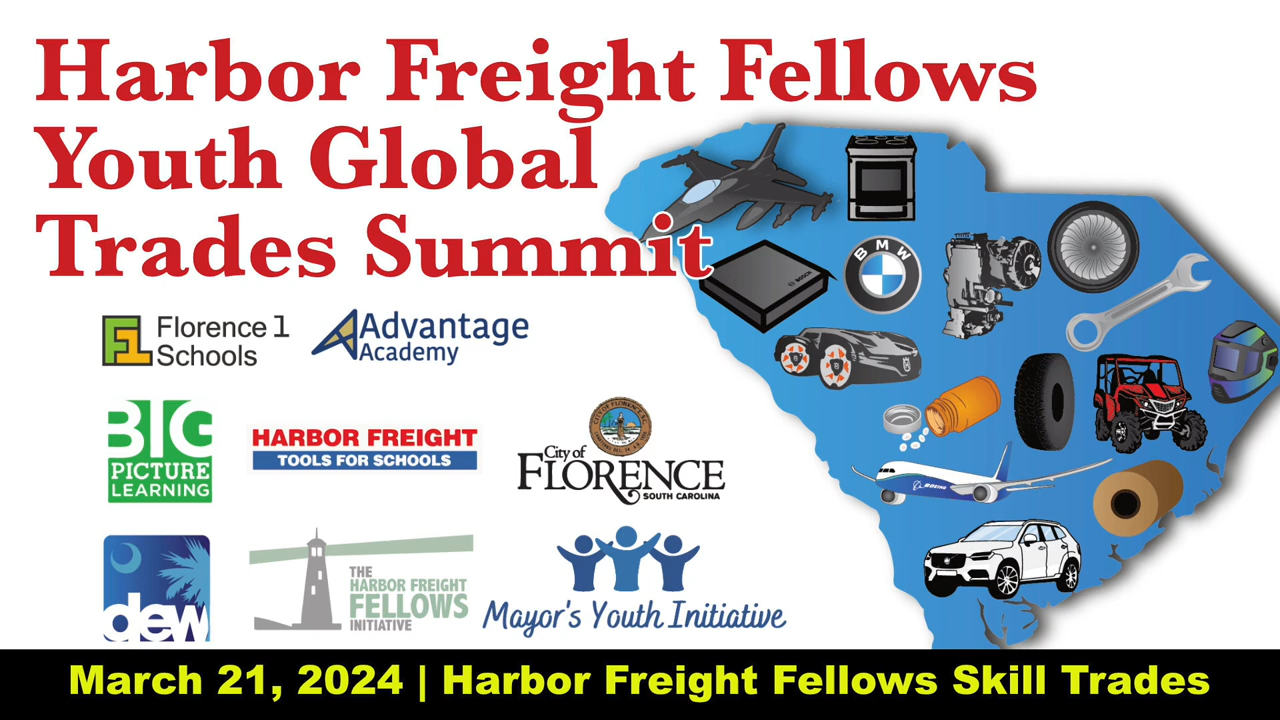 Harbor Freight Fellows
Youth Global
Trades Summit
BOSCH
BMW
Florence 1
Schools
Advantage
Academy
BIG
PICTURE
LEARNING
HARBOR FREIGHT
TOOLS FOR SCHOOLS
City of
FLORENCE
SOUTH CAROLINA
BOEING
dew
THE
HARBOR FREIGHT
FELLOWS
INITIATIVE
Mayor's Youth Initiative
March 21, 2024 | Harbor Freight Fellows Skill Trades